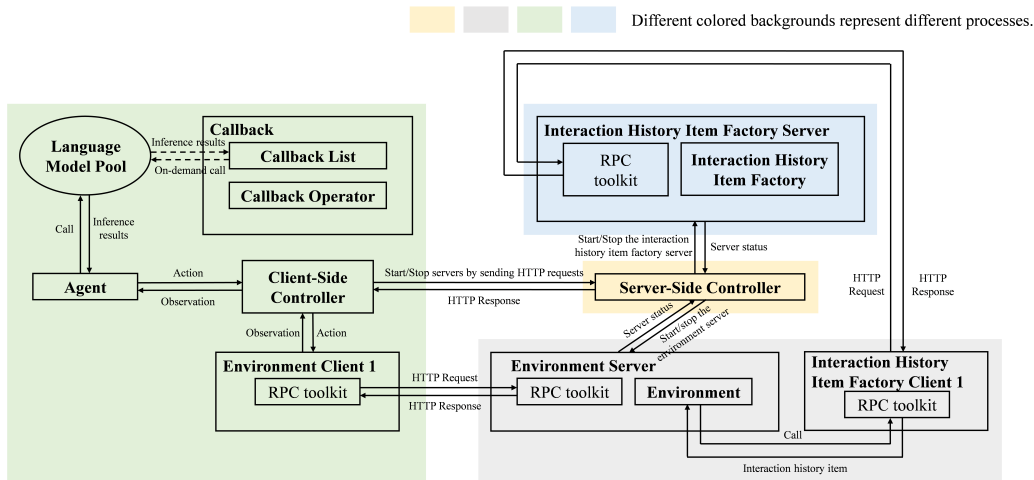 Different colored backgrounds represent different processes.
Language
Model Pool
Inference results
On-demand call
Callback
Callback List
Callback Operator
Call
Inference
results
Agent
Action
Observation
Client-Side
Controller
Start/Stop servers by sending HTTP requests
HTTP Response
Observation
Action
Environment Client 1
RPC toolkit
HTTP Request
HTTP Response
Interaction History Item Factory Server
RPC
toolkit
Interaction History
Item Factory
Start/Stop the interaction
history item factory server
Server status
Server-Side Controller
Server status
Start/stop the
environment server
HTTP
Request
HTTP
Response
Environment Server
RPC toolkit
Environment
Interaction History
Item Factory Client 1
RPC toolkit
Call
Interaction history item